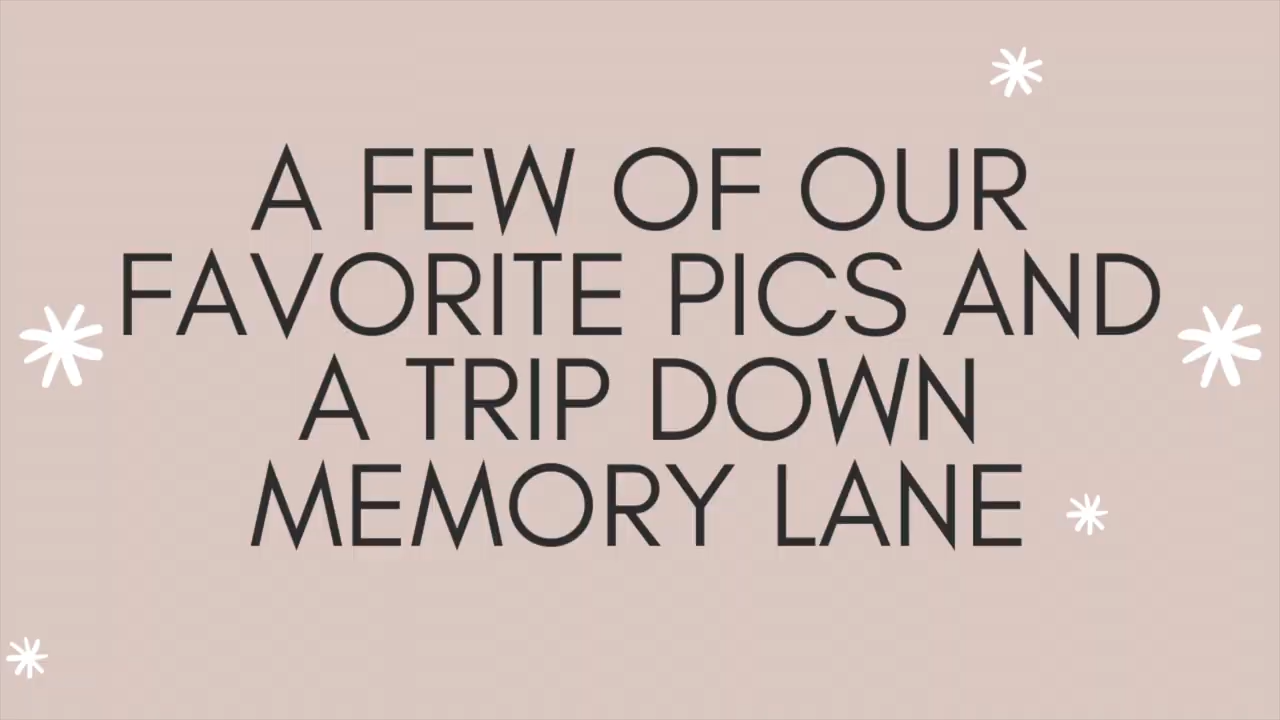 A FEW OF OUR
FAVORITE PICS AND
A TRIP DOWN
MEMORY LANE